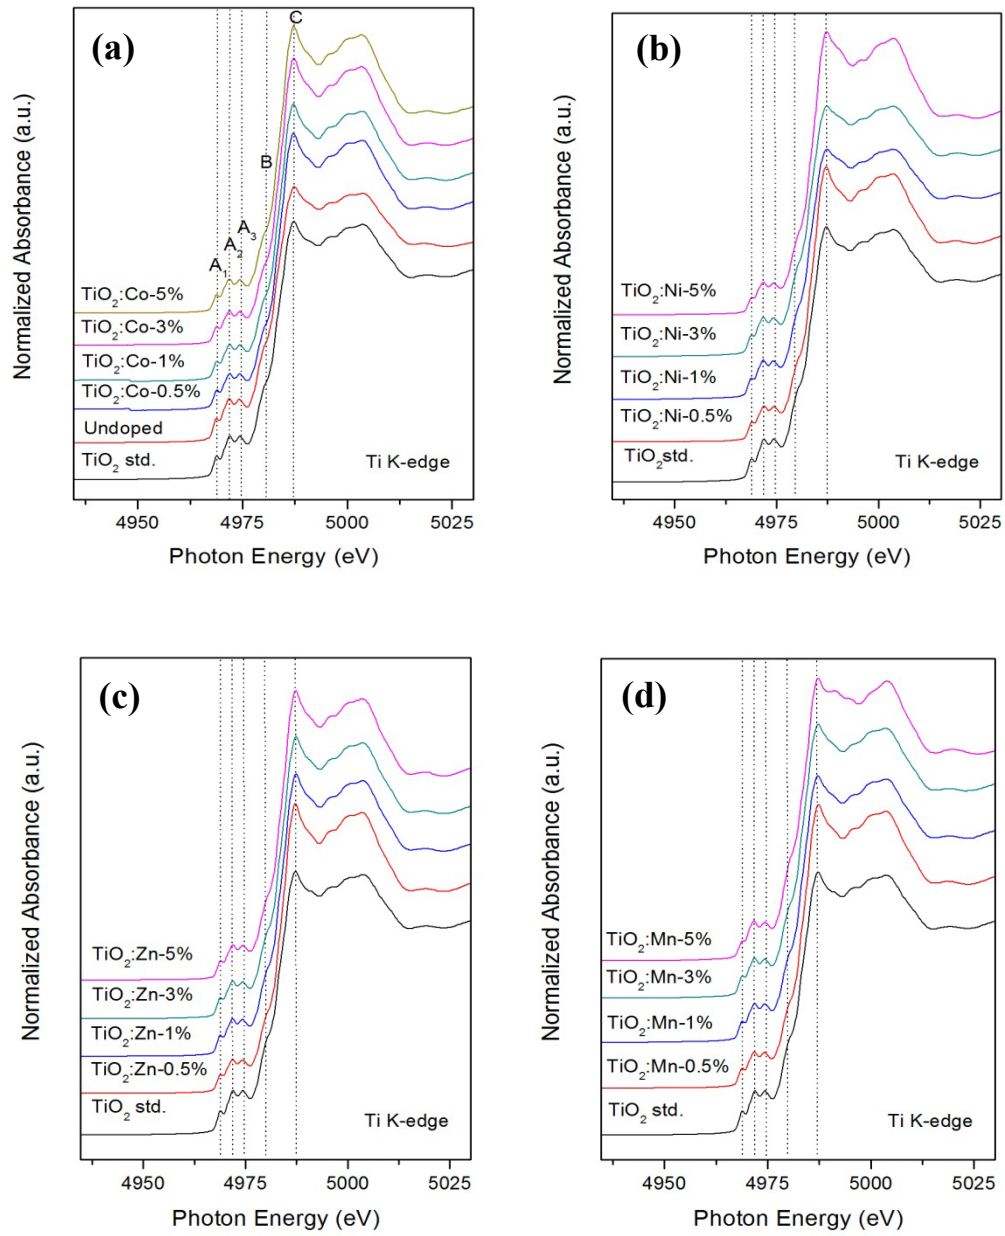 (a)
C
B
A3
A2
A1
TiO2:Co-5%
TiO2:Co-3%
TiO2:Co-1%
TiO2:Co-0.5%
Undoped
TiO2 std.
Ti K-edge
Normalized Absorbance (a.u.)
4950 4975 5000 5025
Photon Energy (eV)
(b)
TiO2:Ni-5%
TiO2:Ni-3%
TiO2:Ni-1%
TiO2:Ni-0.5%
TiO2std.
Ti K-edge
Normalized Absorbance (a.u.)
4950 4975 5000 5025
Photon Energy (eV)
(c)
TiO2:Zn-5%
TiO2:Zn-3%
TiO2:Zn-1%
TiO2:Zn-0.5%
TiO2 std.
Ti K-edge
Normalized Absorbance (a.u.)
4950 4975 5000 5025
Photon Energy (eV)
(d)
TiO2:Mn-5%
TiO2:Mn-3%
TiO2:Mn-1%
TiO2:Mn-0.5%
TiO2 std.
Ti K-edge
Normalized Absorbance (a.u.)
4950 4975 5000 5025
Photon Energy (eV)